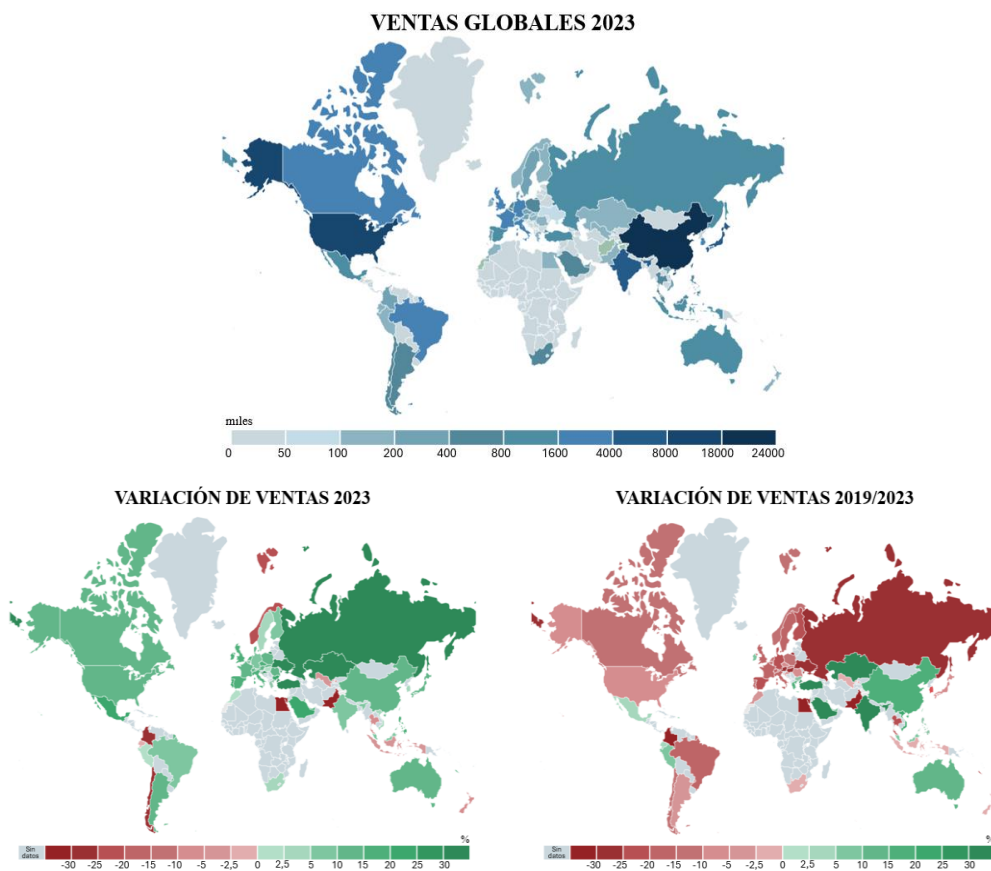 VENTAS GLOBALES 2023
miles
0 50 100 200 400 800 1600 4000 8000 18000 24000
VARIACIÓN DE VENTAS 2023
%
Sin datos -30 -25 -20 -15 -10 -5 -2,5 0 2,5 5 10 15 20 25 30
VARIACIÓN DE VENTAS 2019/2023
%
Sin datos -30 -25 -20 -15 -10 -5 -2,5 0 2,5 5 10 15 20 25 30